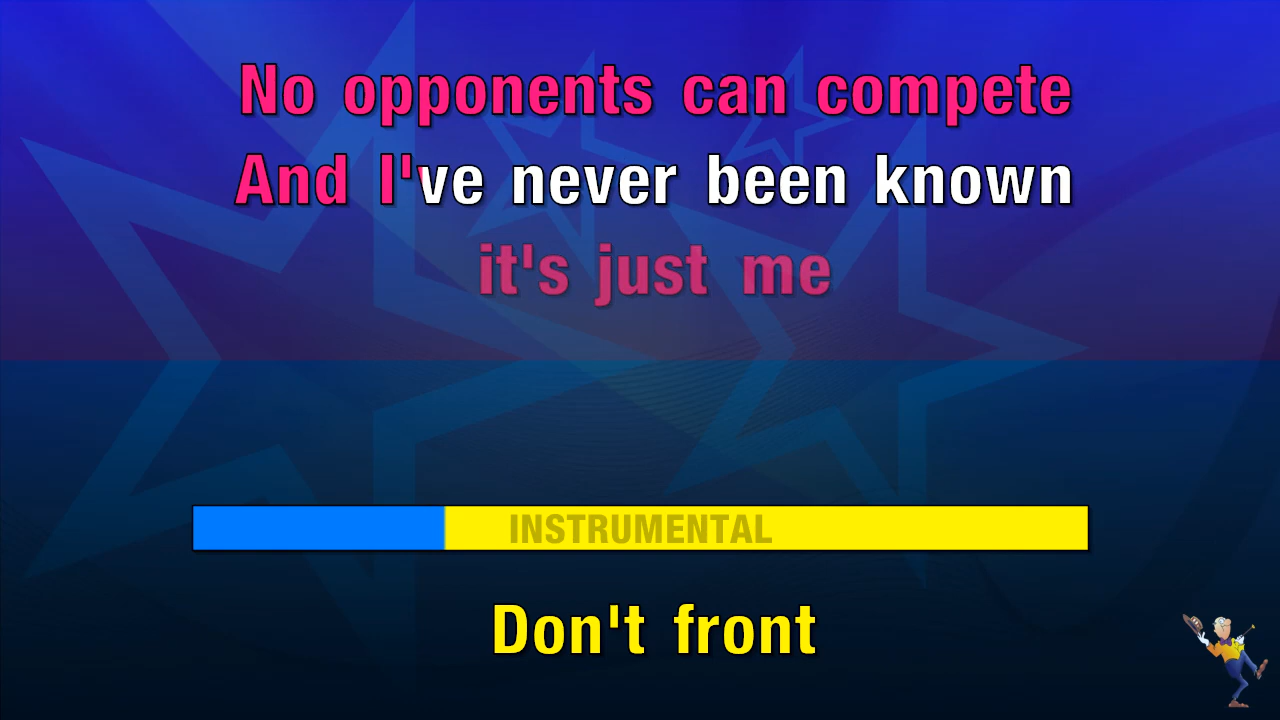 No opponents can compete
And I've never been known
it's just me
INSTRUMENTAL
Don't front